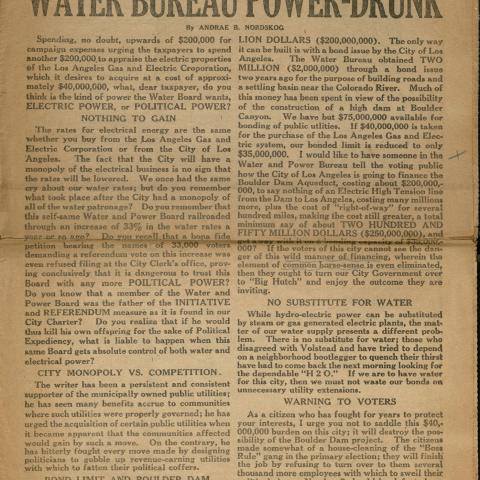 WATER BUREAU POWER-DRUNK
By ANDRAE B. NORDSKOG
Spending, no doubt, upwards of $200,000 for
campaign expenses urging the taxpayers to spend
another $200,000 to appraise the electric properties
of the Los Angeles Gas and Electric Croporation,
which it desires to acquire at a cost of approxi-
mately $40,000,000, what, dear taxpayer, do you
think is the kind of power the Water Board wants,
ELECTRIC POWER, or POLITICAL POWER?
NOTHING TO GAIN
The rates for electrical energy are the same
whether you buy from the Los Angeles Gas and
Electric Corporation or from the City of Los
Angeles. The fact that the City will have a
monopoly of the electrical business is no sign that
the rates will be lowered. We once had the same
cry about our water rates; but do you remember
what took place after the City had a monopoly of
all of the water patronage? Do you remember that
this self-same Water and Power Board railroaded
through an increase of 33% in the water rates a
year or so ago? Do you recall that a bona fide
petition bearing the names of 33,000 voters
demanding a referendum vote on this increase was
even refused filing at the City Clerk's office, prov-
ing conclusively that it is dangerous to trust this
Board with any more POILTICAL POWER?
Do you know that a member of the Water and
Power Board was the father of the INITIATIVE
and REFERENDUM measure as it is found in our
City Charter? Do you realize that if he would
thus kill his own offspring for the sake of Political
Expediency, what is liable to happen when this
same Board gets absolute control of both water and
electrical power?
CITY MONOPOLY VS. COMPETITION.
The writer has been a persistent and consistent
supporter of the municipally owned public utilities;
he has seen many benefits accrue to communities
where such utilities were properly governed; he has
urged the acquisition of certain public utilities when
it became apparent that the communities affected
would gain by such a move. On the contrary, he
has bitterly fought every move made by designing
politicians to gobble up revenue-earning utilities
with which to fatten their political coffers.
BOND LIMIT AND BOULDER DAM
LION DOLLARS ($200,000,000). The only way
it can be built is with a bond issue by the City of Los
Angeles. The Water Bureau obtained TWO
MILLION ($2,000,000) through a bond issue
two years ago for the purpose of building roads and
a settling basin near the Colorado River. Much of
this money has been spent in view of the possibility
of the construction of a high dam at Boulder
Canyon. We have but $75,000,000 available for
bonding of public utilities. If $40,000,000 is taken
for the purchase of the Los Angeles Gas and Elec-
tric system, our bonded limit is reduced to only
$35,000,000. I would like to have someone in the
Water and Power Bureau tell the voting public
how the City of Los Angeles is going to finance the
Boulder Dam Aqueduct, costing about $200,000,-
000, to say nothing of an Electric High Tension line
from the Dam to Los Angeles, costing many millions
more, plus the cost of "right-of-way" for several
hundred miles, making the cost still greater, a total
minimum say of about TWO HUNDRED AND
FIFTY MILLION DOLLARS ($250,000,000), and
get away with it on a bonding capacity of
000? If the voters of this city cannot see the dan-
ger of this wild manner of financing, wherein the
element of common horse-sense is even eliminated,
then they ought to turn our City Government over
to "Big Hutch" and enjoy the outcome they are
inviting.
NO SUBSTITUTE FOR WATER
While hydro-electric power can be substituted
by steam or gas generated electric plants, the mat-
ter of our water supply presents a different prob-
lem. There is no substitute for water; those who
disagreed with Volstead and have tried to depend
on a neighborhood bootlegger to quench their thirst
have had to come back the next morning looking for
the dependable "H 2 O." If we are to have water
for this city, then we must not waste our bonds on
unnecessary utility extensions.
WARNING TO VOTERS
As a citizen who has fought for years to protect
your interests, I urge you not to saddle this $40,-
000,000 burden on this city; it will destroy the pos-
sibility of the Boulder Dam project. The citizens
made somewhat of a house-cleaning of the "Boss
Rule" gang in the primary election; they will finish
the job by refusing to turn over to them several
thousand more employees with which to swell their